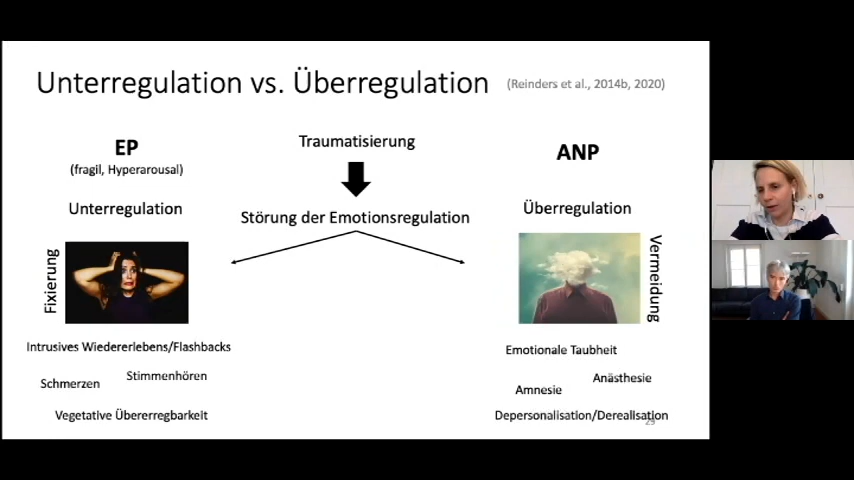 Unterregulation vs. Überregulation (Reinders et al., 2014b, 2020)
EP
(fragil, Hyperarousal)
Unterregulation
Fixierung
Intrusives Wiedererlebens/Flashbacks
Schmerzen
Stimmenhören
Vegetative Übererregbarkeit
Traumatisierung
Störung der Emotionsregulation
ANP
Überregulation
Vermeidung
Emotionale Taubheit
Amnesie
Anästhesie
Depersonalisation/Derealisation
29